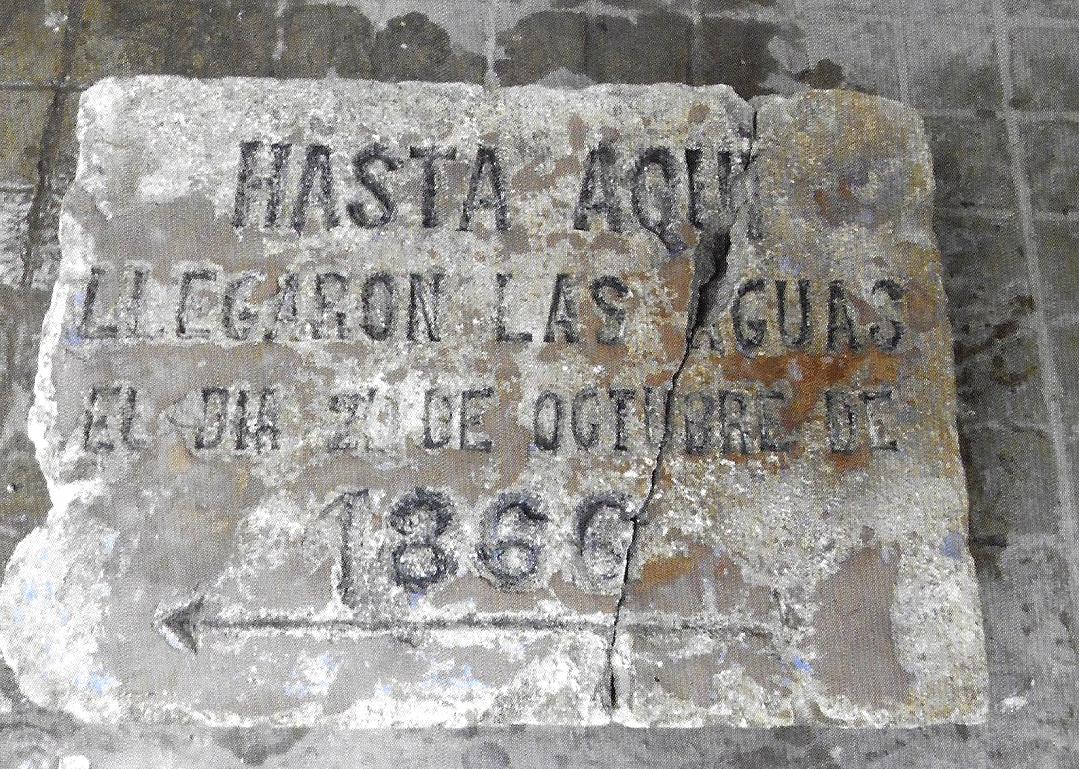 HASTA AQUI
LLEGARON LAS AGUAS
EL DIA DE OCTUBRE DE
1866